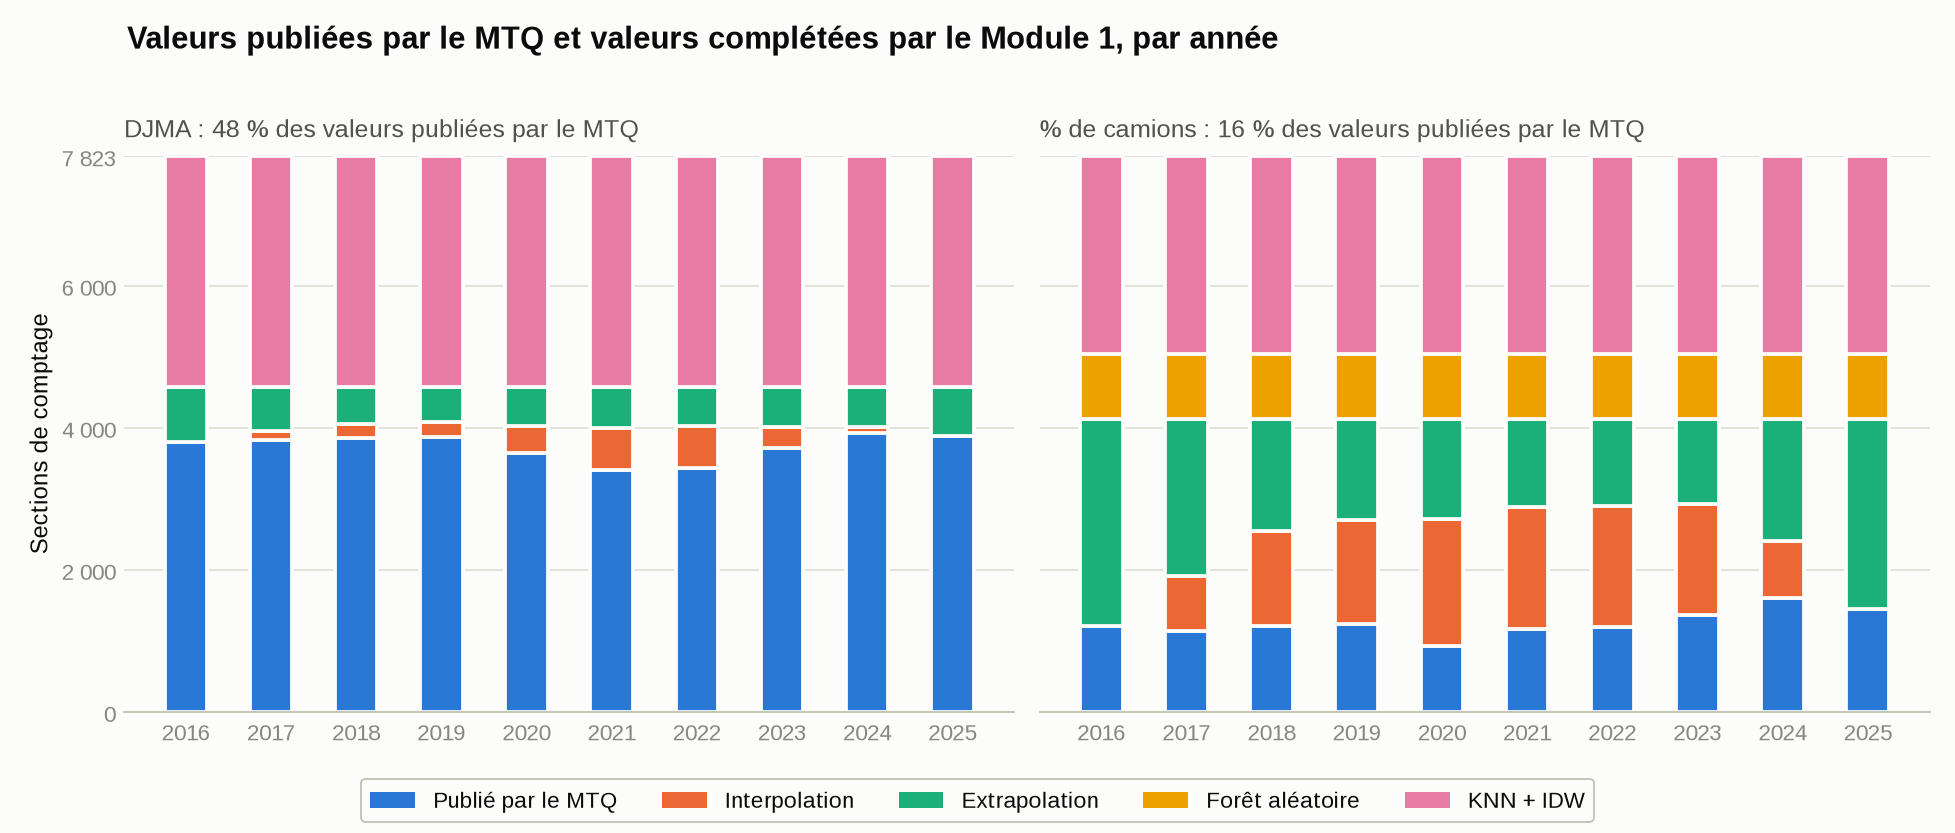 Valeurs publiées par le MTQ et valeurs complétées par le Module 1, par année
DJMA : 48 % des valeurs publiées par le MTQ
% de camions : 16 % des valeurs publiées par le MTQ
Sections de comptage
7 823
6 000
4 000
2 000
0
2016 2017 2018 2019 2020 2021 2022 2023 2024 2025
2016 2017 2018 2019 2020 2021 2022 2023 2024 2025
Publié par le MTQ Interpolation Extrapolation Forêt aléatoire KNN + IDW